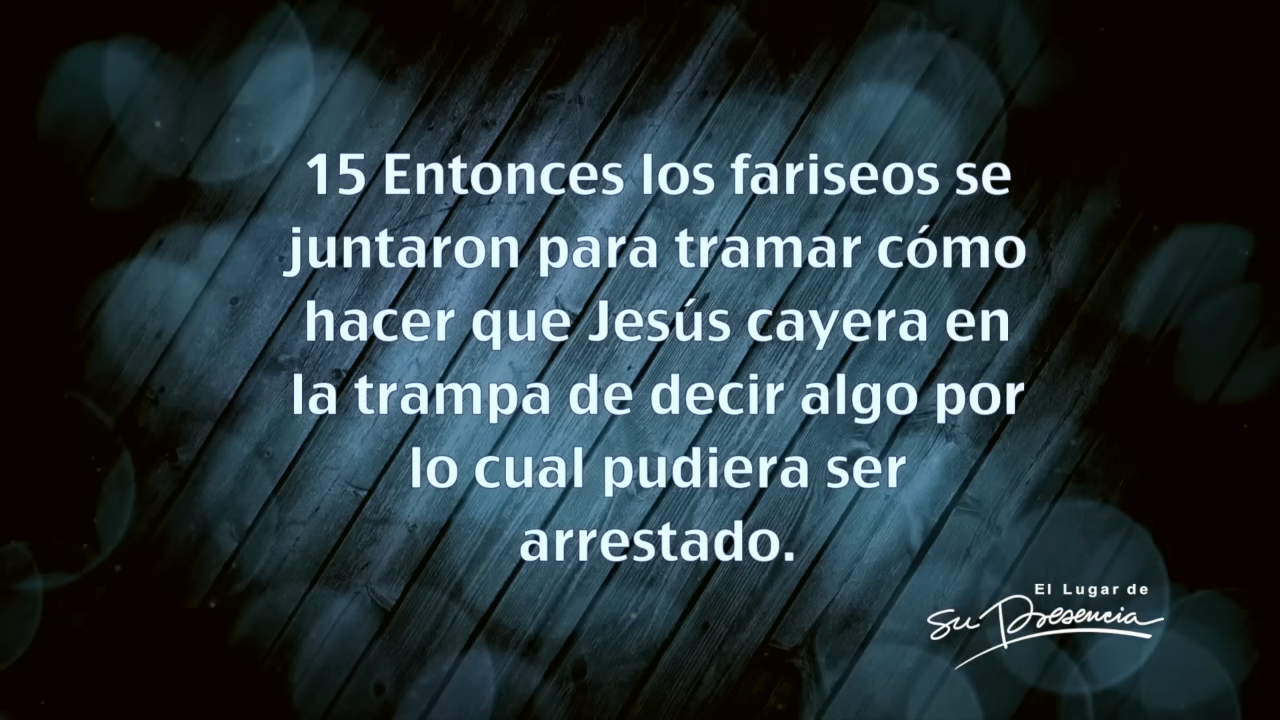 15 Entonces los fariseos se
juntaron para tramar cómo
hacer que Jesús cayera en
la trampa de decir algo por
lo cual pudiera ser
arrestado.
El Lugar de
Su Presencia